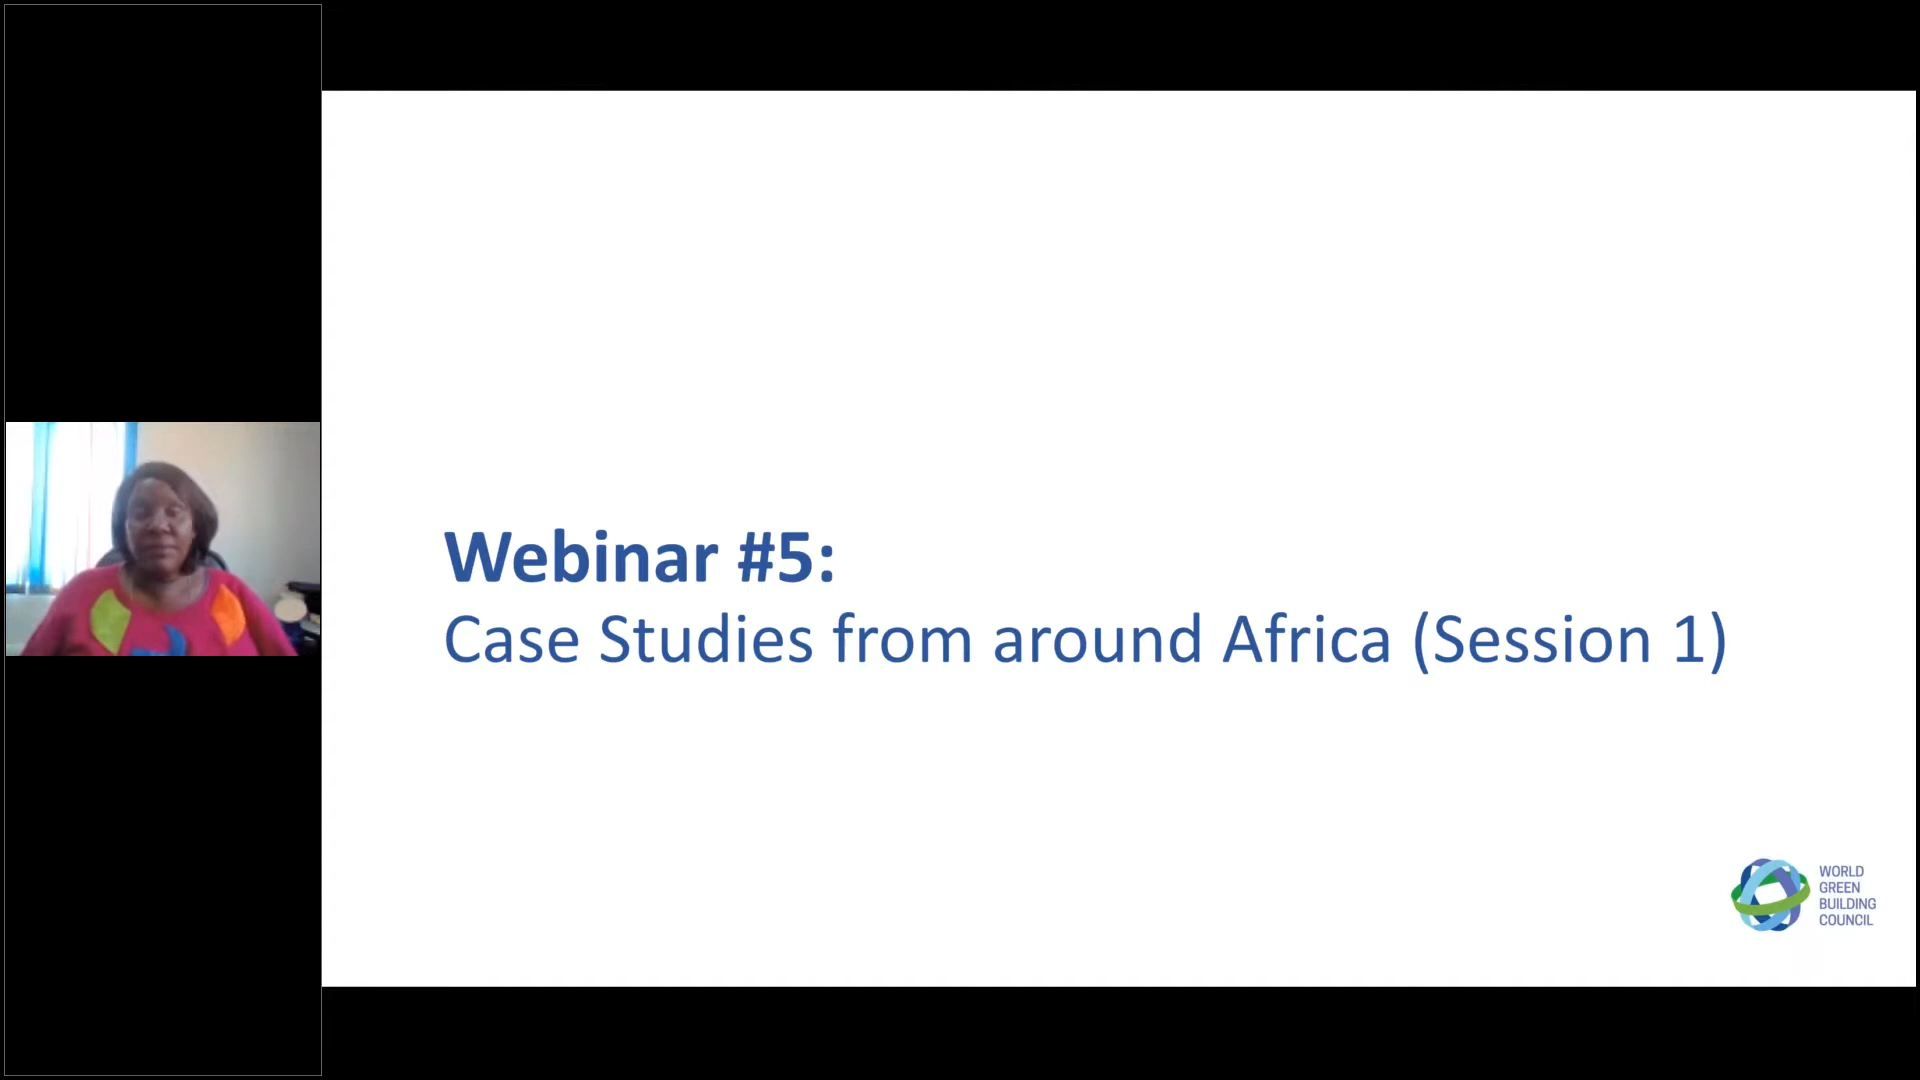 Webinar #5:
Case Studies from around Africa (Session 1)
WORLD
GREEN
BUILDING
COUNCIL